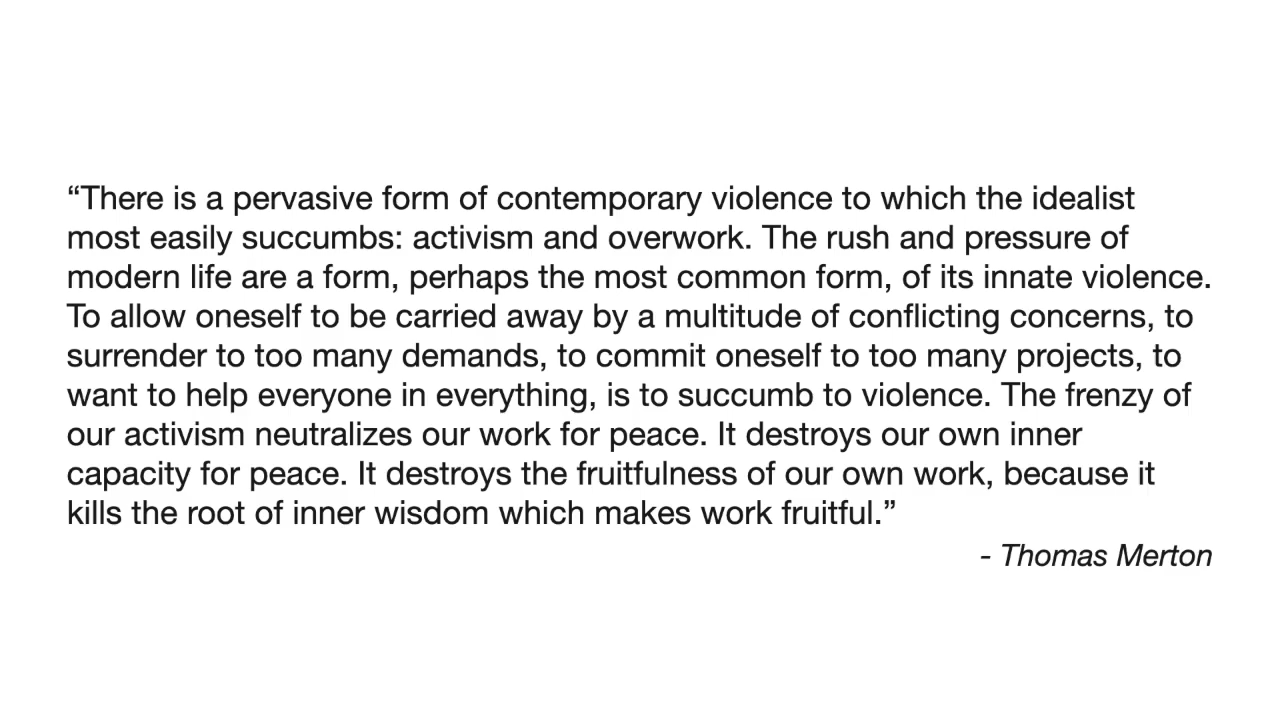 “There is a pervasive form of contemporary violence to which the idealist
most easily succumbs: activism and overwork. The rush and pressure of
modern life are a form, perhaps the most common form, of its innate violence.
To allow oneself to be carried away by a multitude of conflicting concerns, to
surrender to too many demands, to commit oneself to too many projects, to
want to help everyone in everything, is to succumb to violence. The frenzy of
our activism neutralizes our work for peace. It destroys our own inner
capacity for peace. It destroys the fruitfulness of our own work, because it
kills the root of inner wisdom which makes work fruitful.”
- Thomas Merton